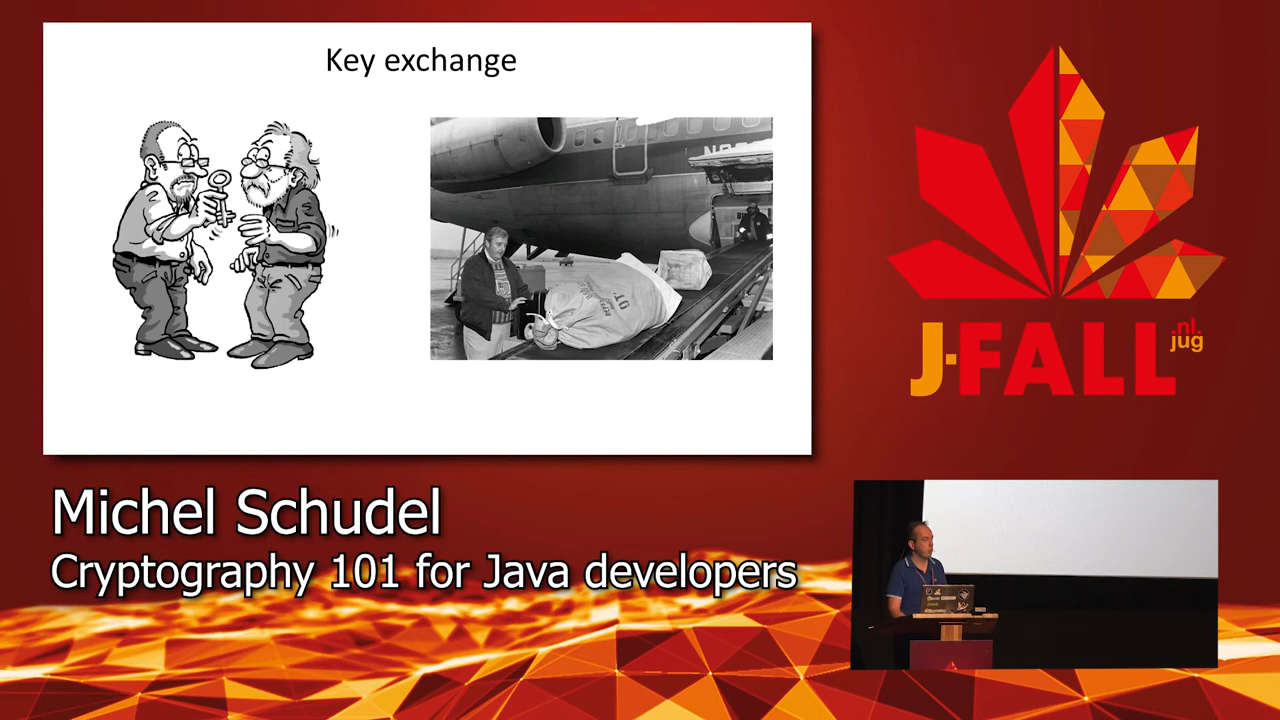 Key exchange
J-FALL
nl.
jug
Michel Schudel
Cryptography 101 for Java developers